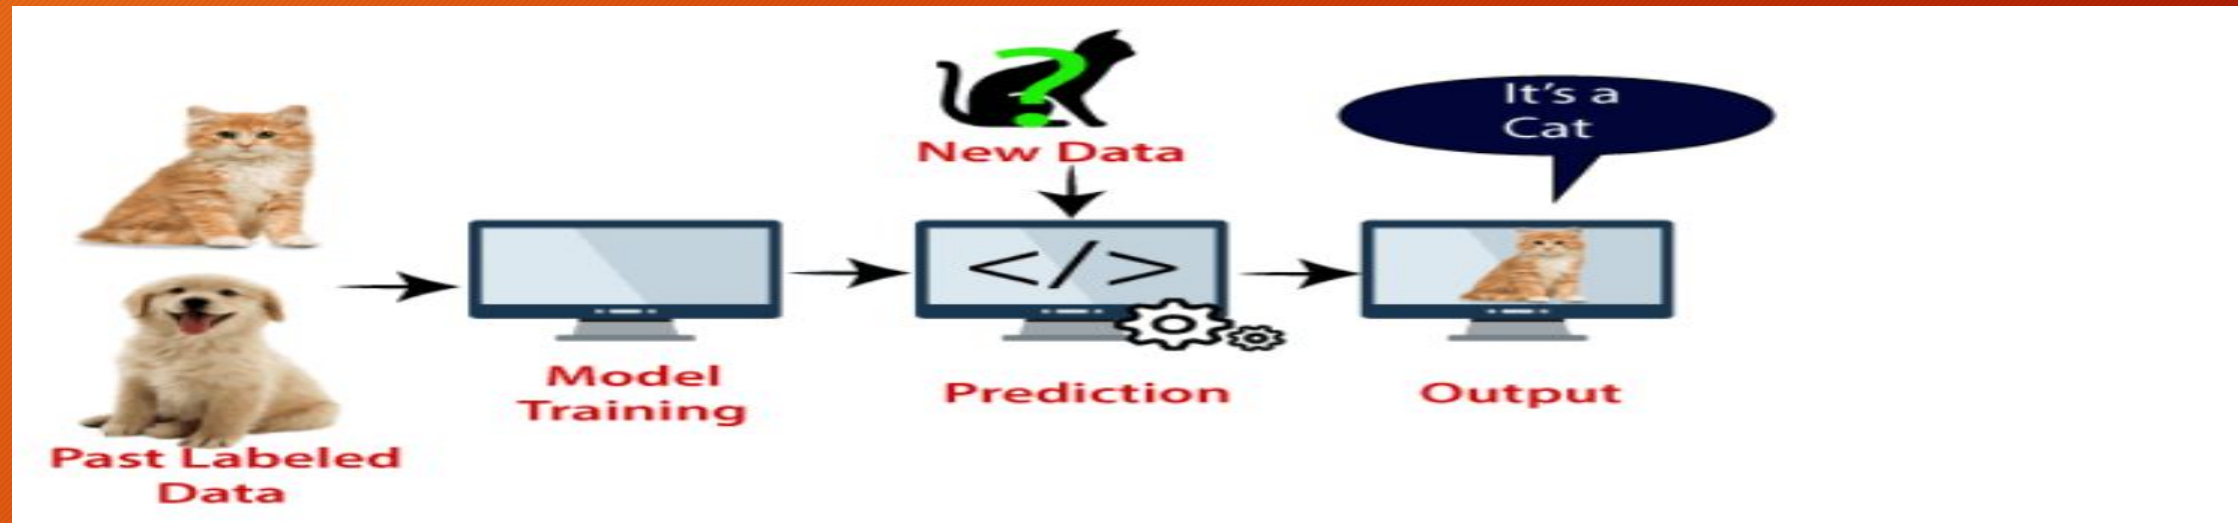 New Data
It's a
Cat
</>
Model
Training
Prediction
Output
Past Labeled
Data